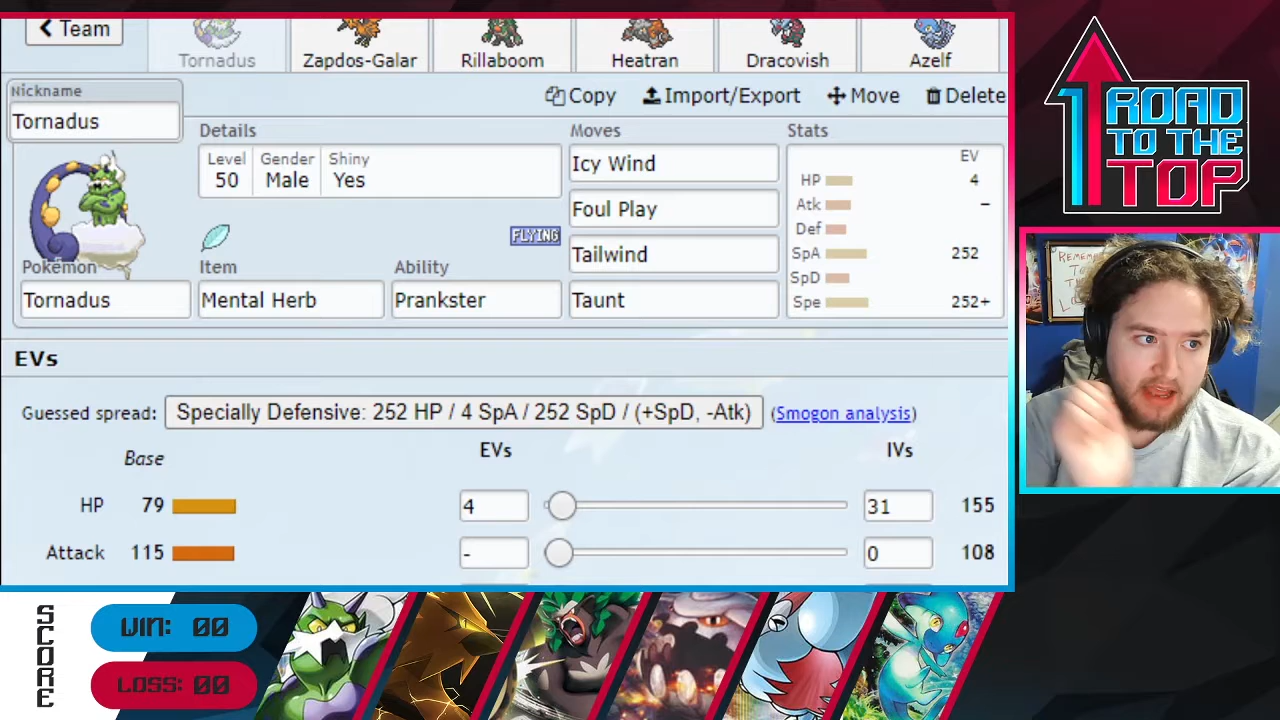 Team
Tornadus
Zapdos-Galar
Rillaboom
Heatran
Dracovish
Azelf
Copy
Import/Export
Move
Delete
Nickname
Tornadus
Details
Moves
Stats
Level
Gender
Shiny
50
Male
Yes
Icy Wind
Foul Play
Tailwind
Taunt
EV
HP 4
Atk –
Def
SpA 252
SpD
Spe 252+
FLYING
Pokémon
Item
Ability
Tornadus
Mental Herb
Prankster
EVs
Guessed spread: Specially Defensive: 252 HP / 4 SpA / 252 SpD / (+SpD, -Atk) (Smogon analysis)
Base
EVs
IVs
HP 79 4 31 155
Attack 115 - 0 108
ROAD
TO THE
TOP
SCORE
WIN: 00
LOSS: 00